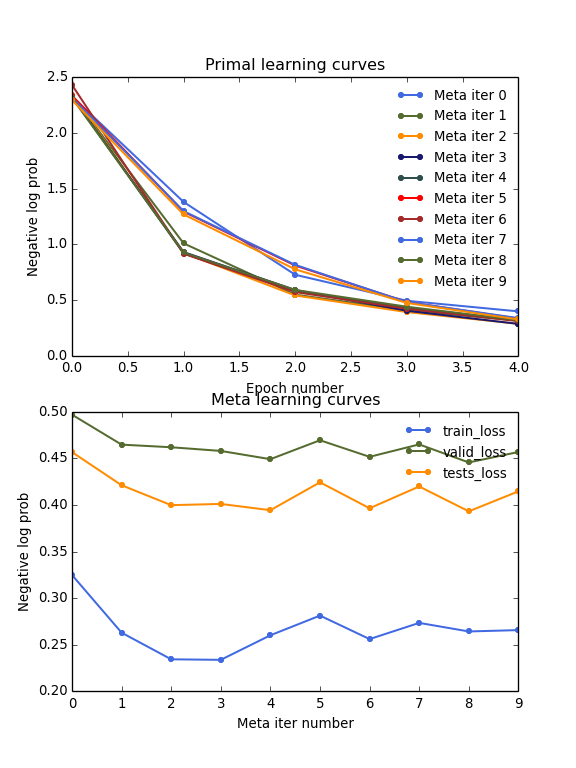 Primal learning curves
2.5
2.0
1.5
1.0
0.5
0.0
Negative log prob
Meta iter 0
Meta iter 1
Meta iter 2
Meta iter 3
Meta iter 4
Meta iter 5
Meta iter 6
Meta iter 7
Meta iter 8
Meta iter 9
0.0 0.5 1.0 1.5 2.0 2.5 3.0 3.5 4.0
Epoch number
Meta learning curves
0.50
0.45
0.40
0.35
0.30
0.25
0.20
Negative log prob
train_loss
valid_loss
tests_loss
0 1 2 3 4 5 6 7 8 9
Meta iter number